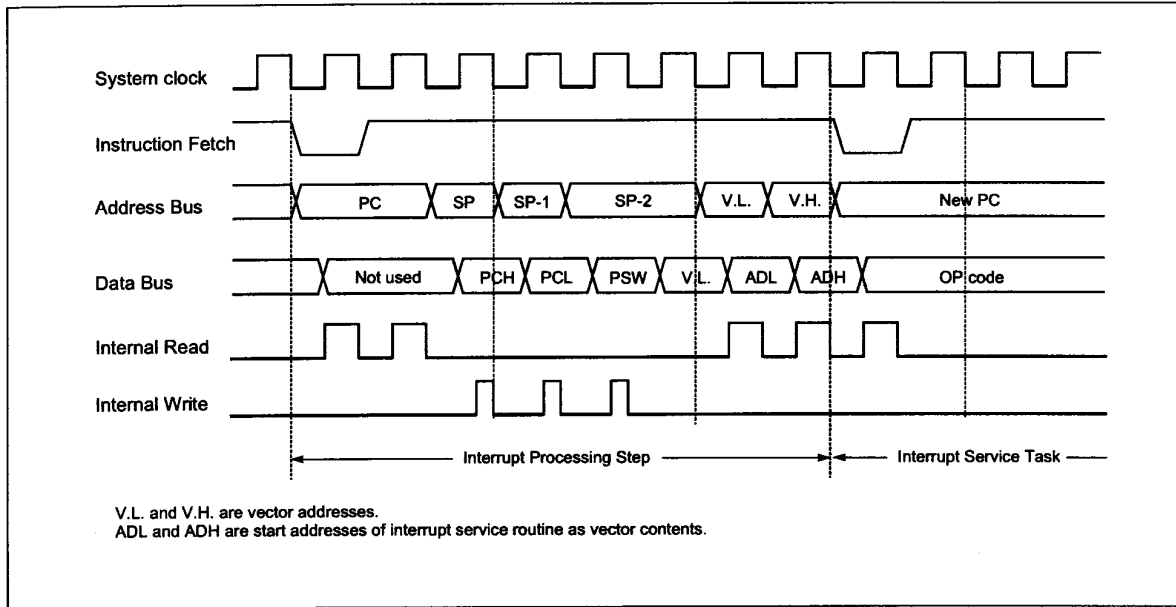 System clock
Instruction Fetch
Address Bus
PC
SP
SP-1
SP-2
V.L.
V.H.
New PC
Data Bus
Not used
PCH
PCL
PSW
V.L.
ADL
ADH
OP code
Internal Read
Internal Write
Interrupt Processing Step
Interrupt Service Task
V.L. and V.H. are vector addresses.
ADL and ADH are start addresses of interrupt service routine as vector contents.